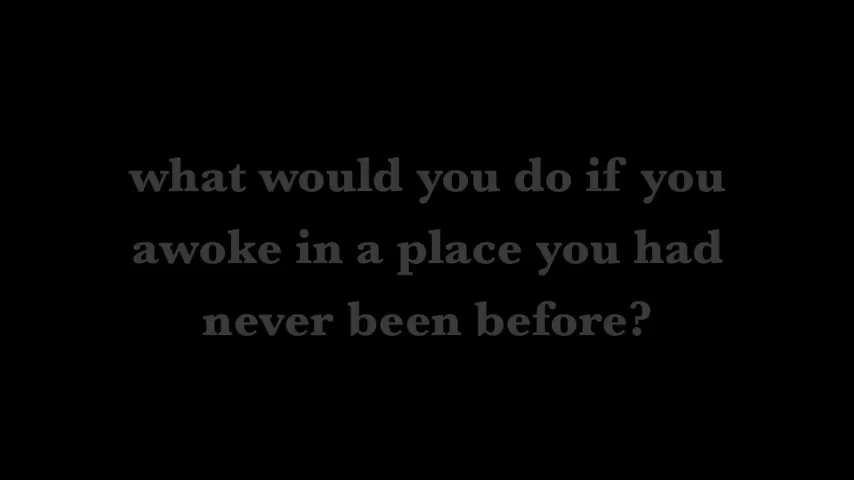 what would you do if you
awoke in a place you had
never been before?